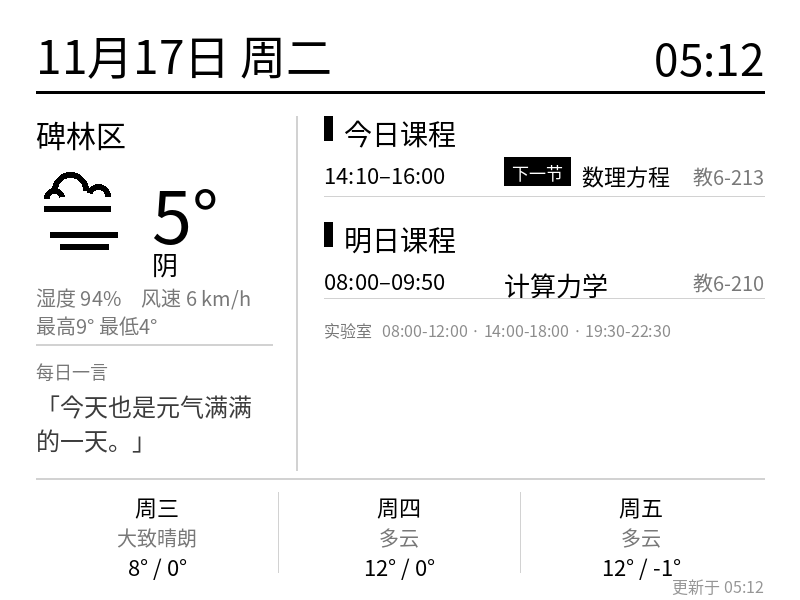 11月17日 周二
05:12
碑林区
5°
阴
湿度 94% 风速 6 km/h
最高9° 最低4°
每日一言
「今天也是元气满满
的一天。」
今日课程
14:10–16:00 下一节 数理方程 教6-213
明日课程
08:00–09:50 计算力学 教6-210
实验室 08:00-12:00 · 14:00-18:00 · 19:30-22:30
周三
大致晴朗
8° / 0°
周四
多云
12° / 0°
周五
多云
12° / -1°
更新于 05:12